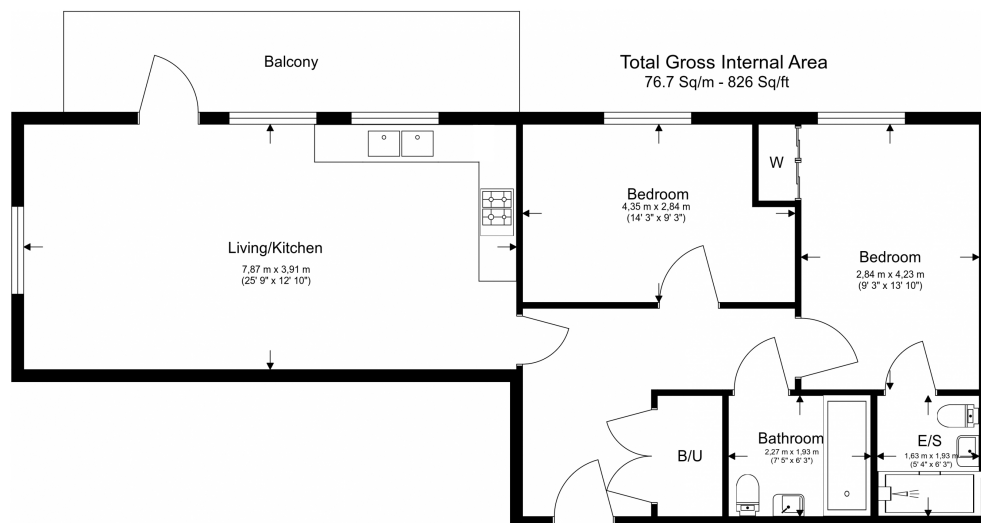 Balcony
Total Gross Internal Area
76.7 Sq/m - 826 Sq/ft
W
Bedroom
4,35 m x 2,84 m
(14' 3" x 9' 3")
Living/Kitchen
7,87 m x 3,91 m
(25' 9" x 12' 10")
Bedroom
2,84 m x 4,23 m
(9' 3" x 13' 10")
B/U
Bathroom
2,27 m x 1,93 m
(7' 5" x 6' 3")
E/S
1,63 m x 1,93 m
(5' 4" x 6' 3")